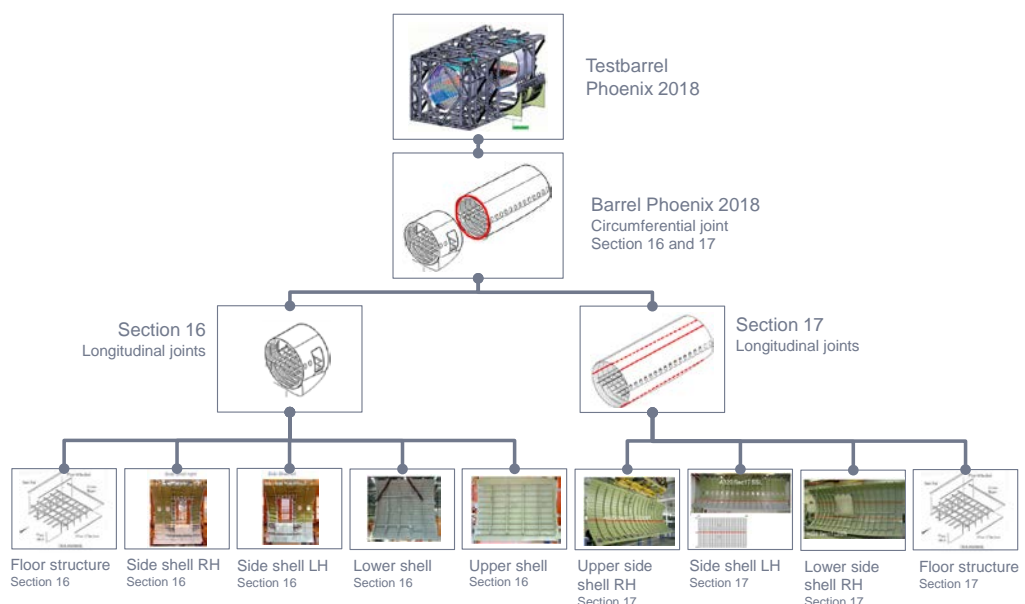 Testbarrel
Phoenix 2018
Barrel Phoenix 2018
Circumferential joint
Section 16 and 17
Section 16
Longitudinal joints
Section 17
Longitudinal joints
Floor structure
Section 16
Side shell RH
Section 16
Side shell LH
Section 16
Lower shell
Section 16
Upper shell
Section 16
Upper side
shell RH
Section 17
Side shell LH
Section 17
Lower side
shell RH
Section 17
Floor structure
Section 17